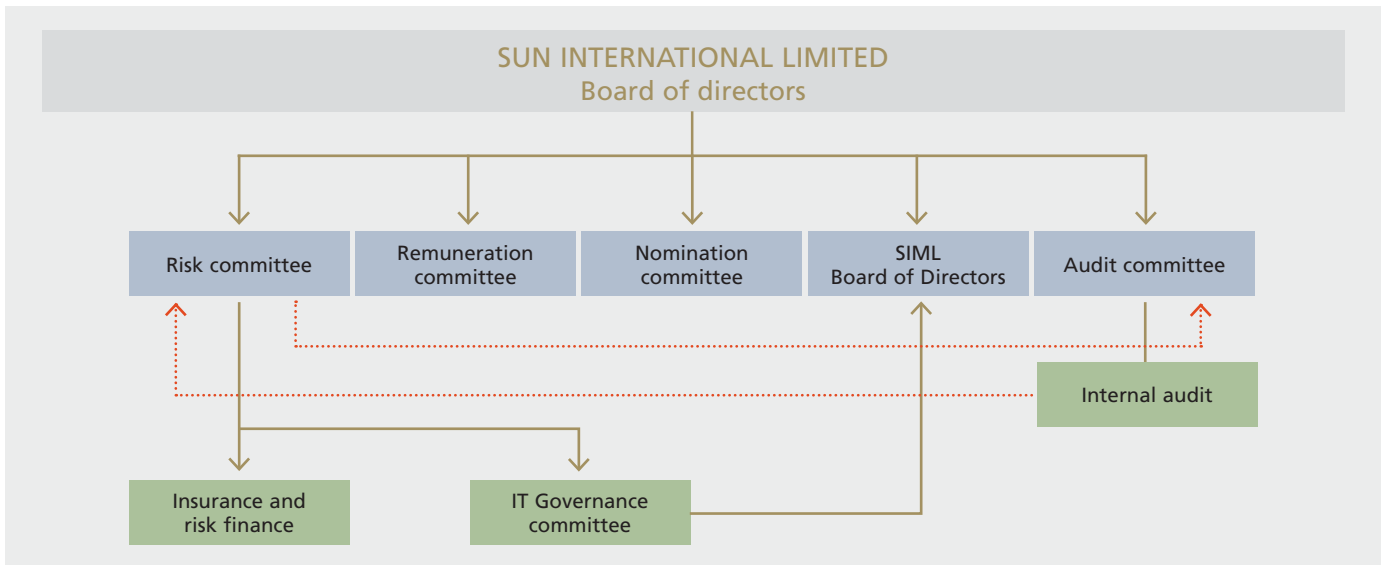 SUN INTERNATIONAL LIMITED
Board of directors
Risk committee
Remuneration
committee
Nomination
committee
SIML
Board of Directors
Audit committee
Internal audit
Insurance and
risk finance
IT Governance
committee